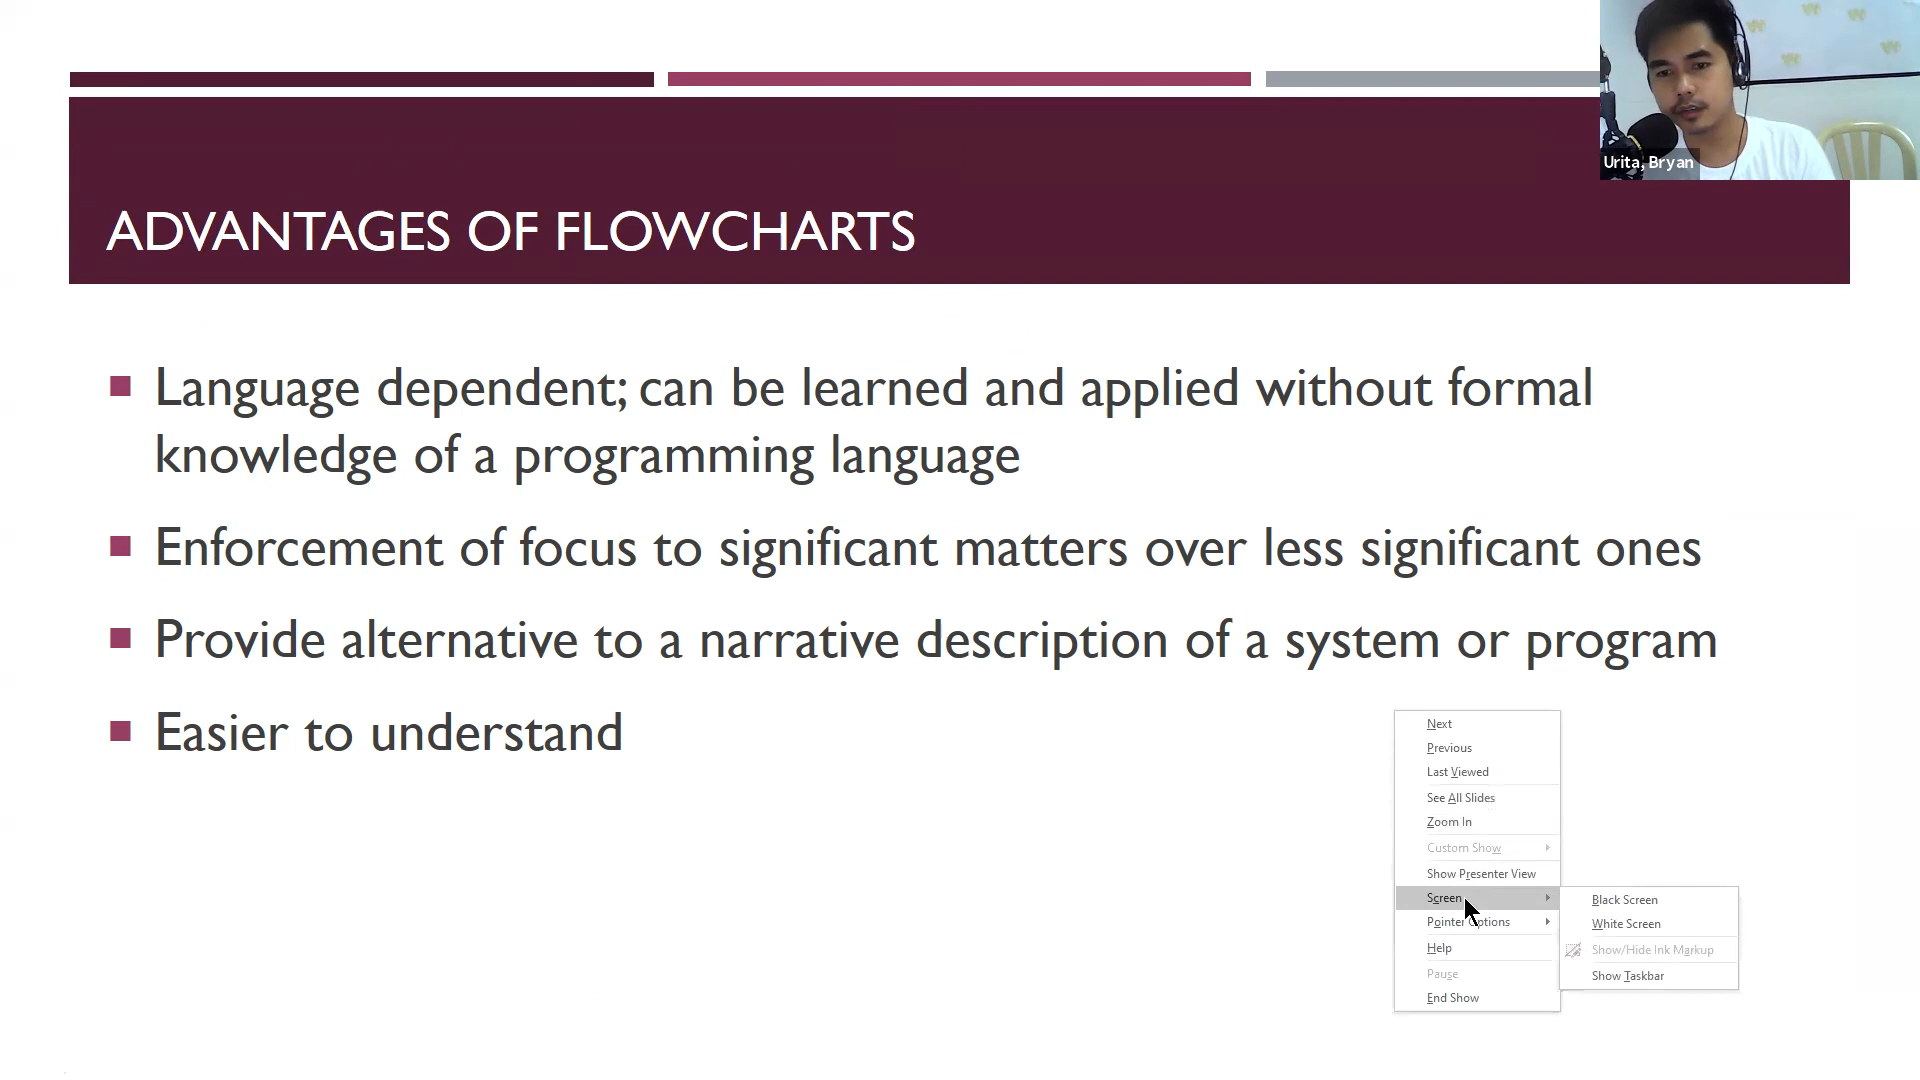 Urita, Bryan
ADVANTAGES OF FLOWCHARTS
Language dependent; can be learned and applied without formal
knowledge of a programming language
Enforcement of focus to significant matters over less significant ones
Provide alternative to a narrative description of a system or program
Easier to understand
Next
Previous
Last Viewed
See All Slides
Zoom In
Custom Show
Show Presenter View
Screen
Pointer Options
Help
Pause
End Show
Black Screen
White Screen
Show/Hide Ink Markup
Show Taskbar